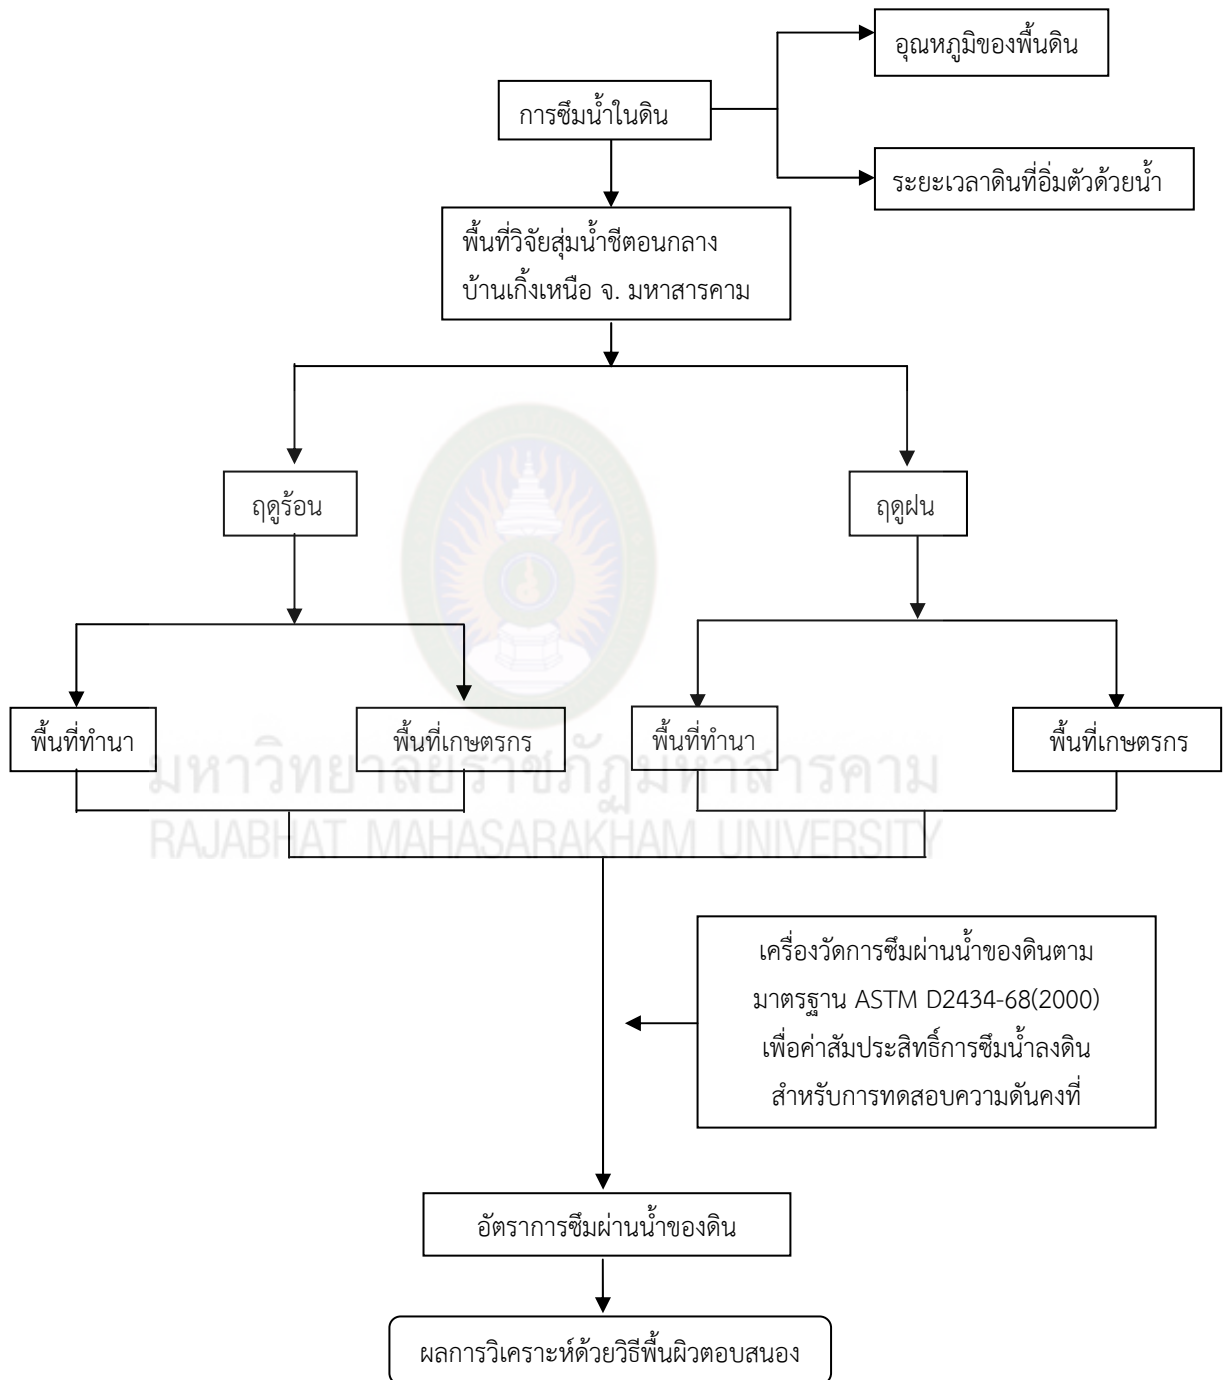 อุณหภูมิของพื้นดิน
การซึมน้ำในดิน
ระยะเวลาดินที่อิ่มตัวด้วยน้ำ
พื้นที่วิจัยสุ่มน้ำชีตอนกลาง
บ้านเกิ้งเหนือ จ. มหาสารคาม
ฤดูร้อน
ฤดูฝน
พื้นที่ทำนา
พื้นที่เกษตรกร
พื้นที่ทำนา
พื้นที่เกษตรกร
มหาวิทยาลัยราชภัฏมหาสารคาม
RAJABHAT MAHASARAKHAM UNIVERSITY
เครื่องวัดการซึมผ่านน้ำของดินตาม
มาตรฐาน ASTM D2434-68(2000)
เพื่อค่าสัมประสิทธิ์การซึมน้ำลงดิน
สำหรับการทดสอบความดันคงที่
อัตราการซึมผ่านน้ำของดิน
ผลการวิเคราะห์ด้วยวิธีพื้นผิวตอบสนอง